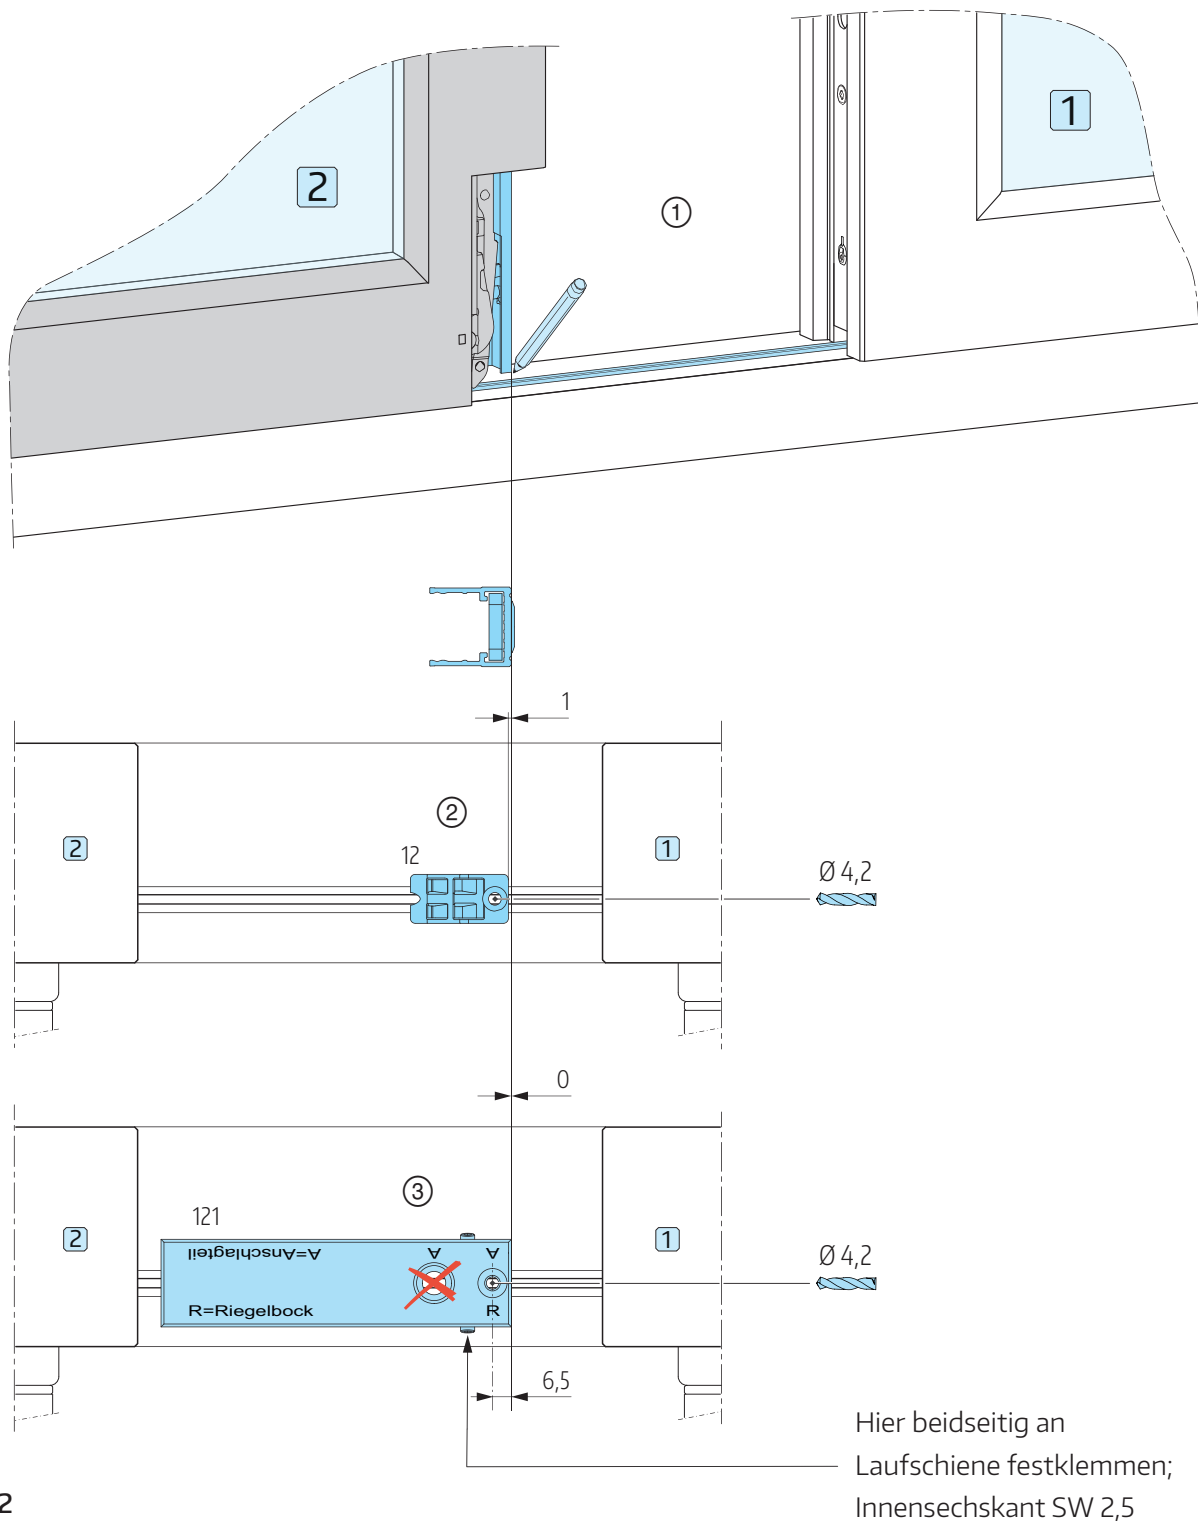 1
2
①
1
②
2
12
1
Ø 4,2
0
③
121
2
A=Anschlagteil
A
A
1
Ø 4,2
R=Riegelbock
R
6,5
Hier beidseitig an
Laufschiene festklemmen;
Innensechskant SW 2,5
2